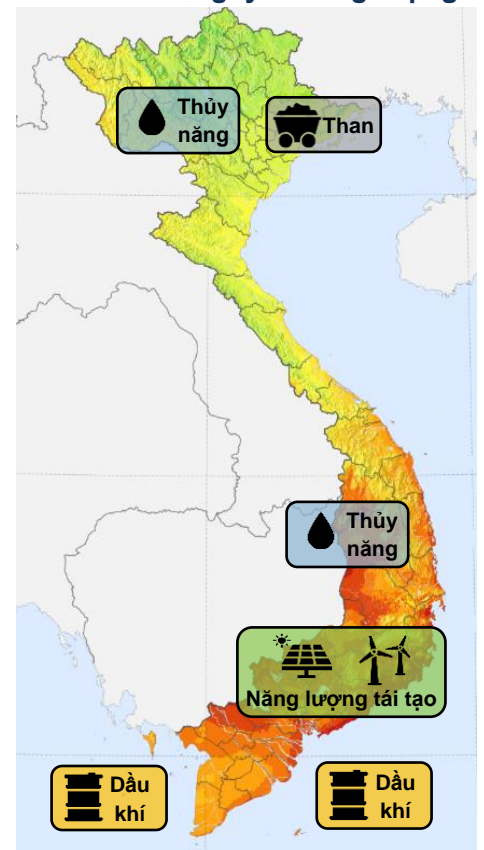 Thủy
năng
Than
Thủy
năng
Năng lượng tái tạo
Dầu
khí
Dầu
khí